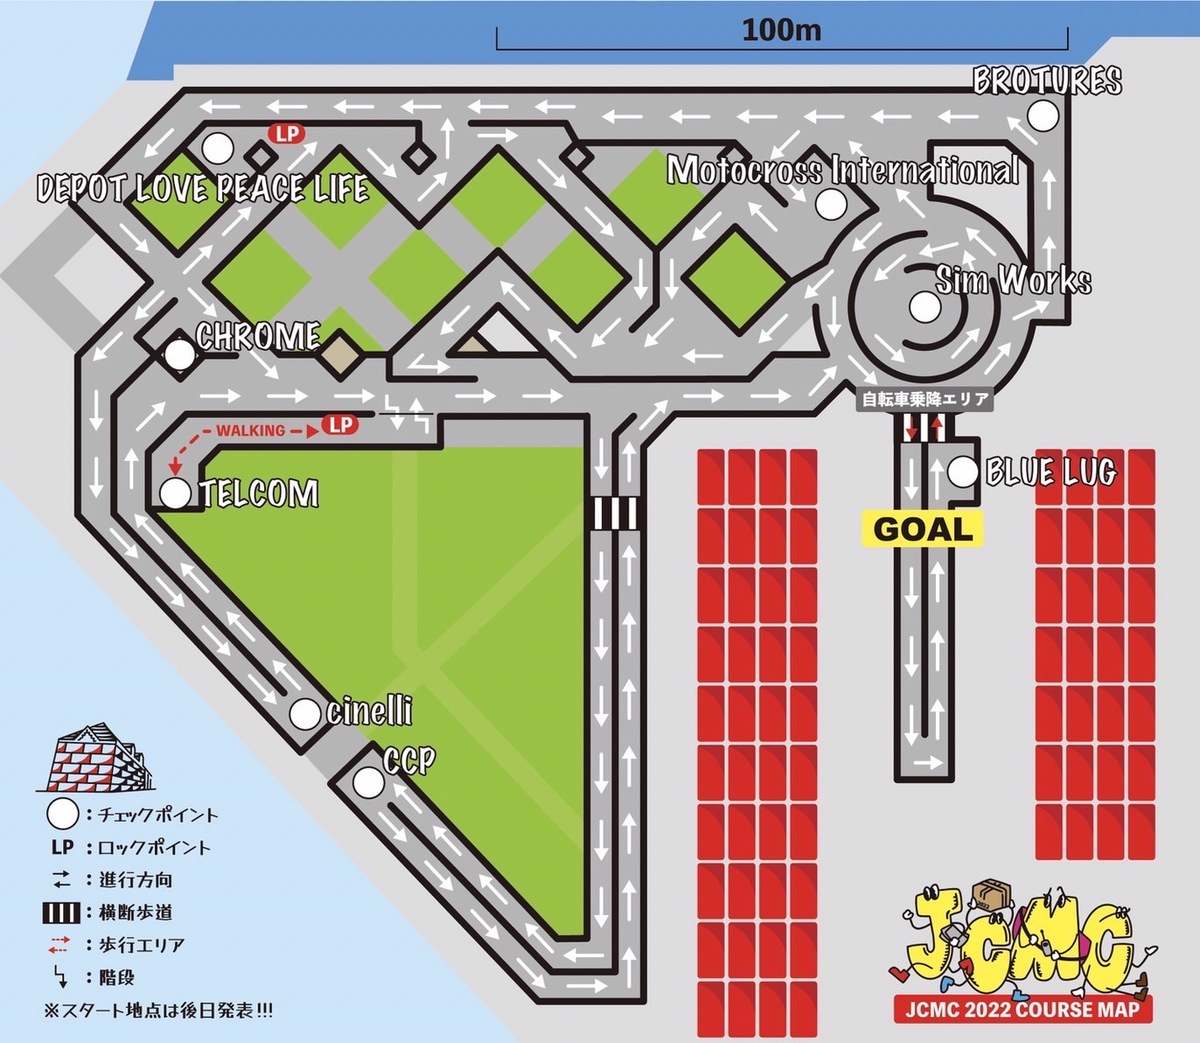 100m
BROTURES
LP
Motocross International
DEPOT LOVE PEACE LIFE
Sim Works
CHROME
自転車乗降エリア
WALKING
LP
BLUE LUG
TELCOM
GOAL
cinelli
CCP
：チェックポイント
LP：ロックポイント
：進行方向
：横断歩道
：歩行エリア
：階段
※スタート地点は後日発表!!!
JCMC
JCMC 2022 COURSE MAP